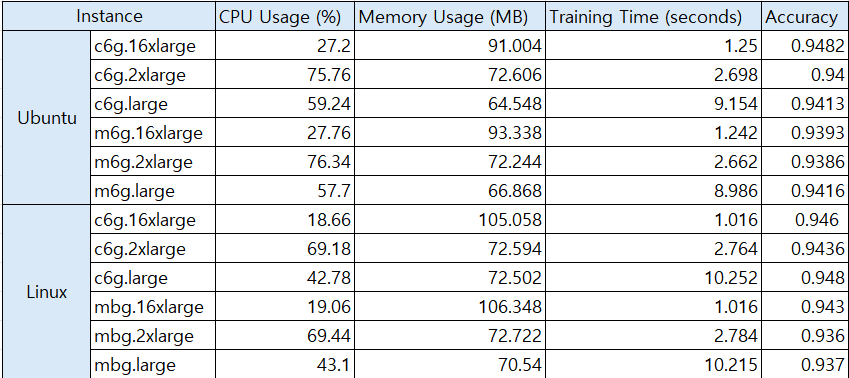 Instance CPU Usage (%) Memory Usage (MB) Training Time (seconds) Accuracy
Ubuntu
c6g.16xlarge 27.2 91.004 1.25 0.9482
c6g.2xlarge 75.76 72.606 2.698 0.94
c6g.large 59.24 64.548 9.154 0.9413
m6g.16xlarge 27.76 93.338 1.242 0.9393
m6g.2xlarge 76.34 72.244 2.662 0.9386
m6g.large 57.7 66.868 8.986 0.9416
Linux
c6g.16xlarge 18.66 105.058 1.016 0.946
c6g.2xlarge 69.18 72.594 2.764 0.9436
c6g.large 42.78 72.502 10.252 0.948
mbg.16xlarge 19.06 106.348 1.016 0.943
mbg.2xlarge 69.44 72.722 2.784 0.936
mbg.large 43.1 70.54 10.215 0.937